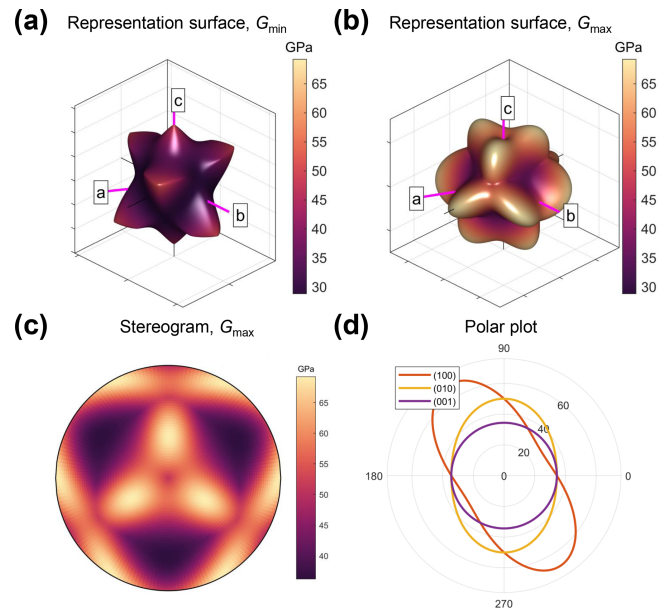 (a) Representation surface, Gmin
GPa
65
60
55
50
45
40
35
30
a
b
c
(b) Representation surface, Gmax
GPa
65
60
55
50
45
40
35
30
a
b
c
(c) Stereogram, Gmax
GPa
65
60
55
50
45
40
(d) Polar plot
90
(100)
(010)
(001)
60
40
20
180
0
0
270